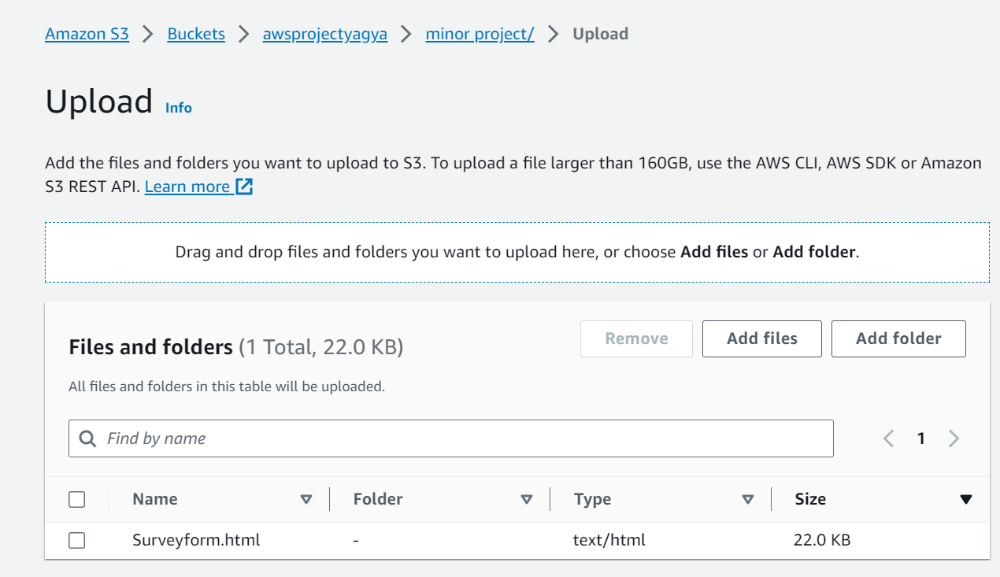 Amazon S3 > Buckets > awsprojectyagya > minor project/ > Upload
Upload Info
Add the files and folders you want to upload to S3. To upload a file larger than 160GB, use the AWS CLI, AWS SDK or Amazon
S3 REST API. Learn more
Drag and drop files and folders you want to upload here, or choose Add files or Add folder.
Files and folders (1 Total, 22.0 KB)
Remove Add files Add folder
All files and folders in this table will be uploaded.
Find by name
1
Name Folder Type Size
Surveyform.html - text/html 22.0 KB